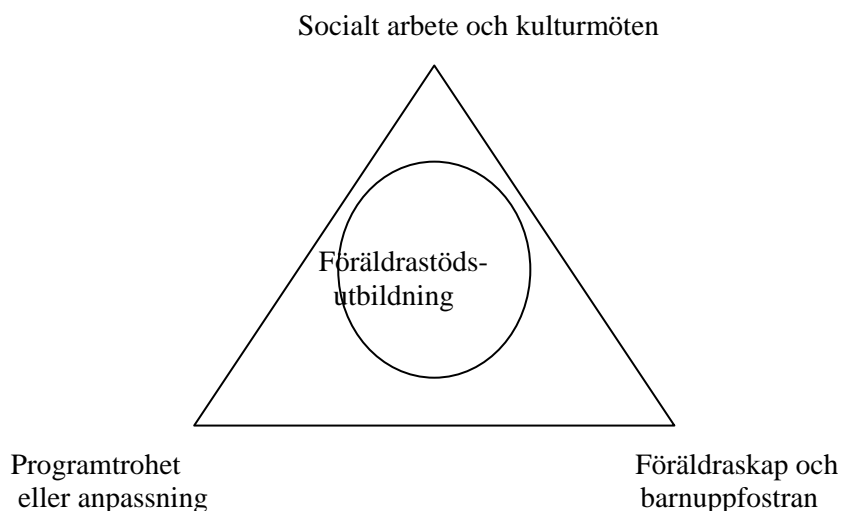 Socialt arbete och kulturmöten
Föräldrastöds-
utbildning
Programtrohet
eller anpassning
Föräldraskap och
barnuppfostran